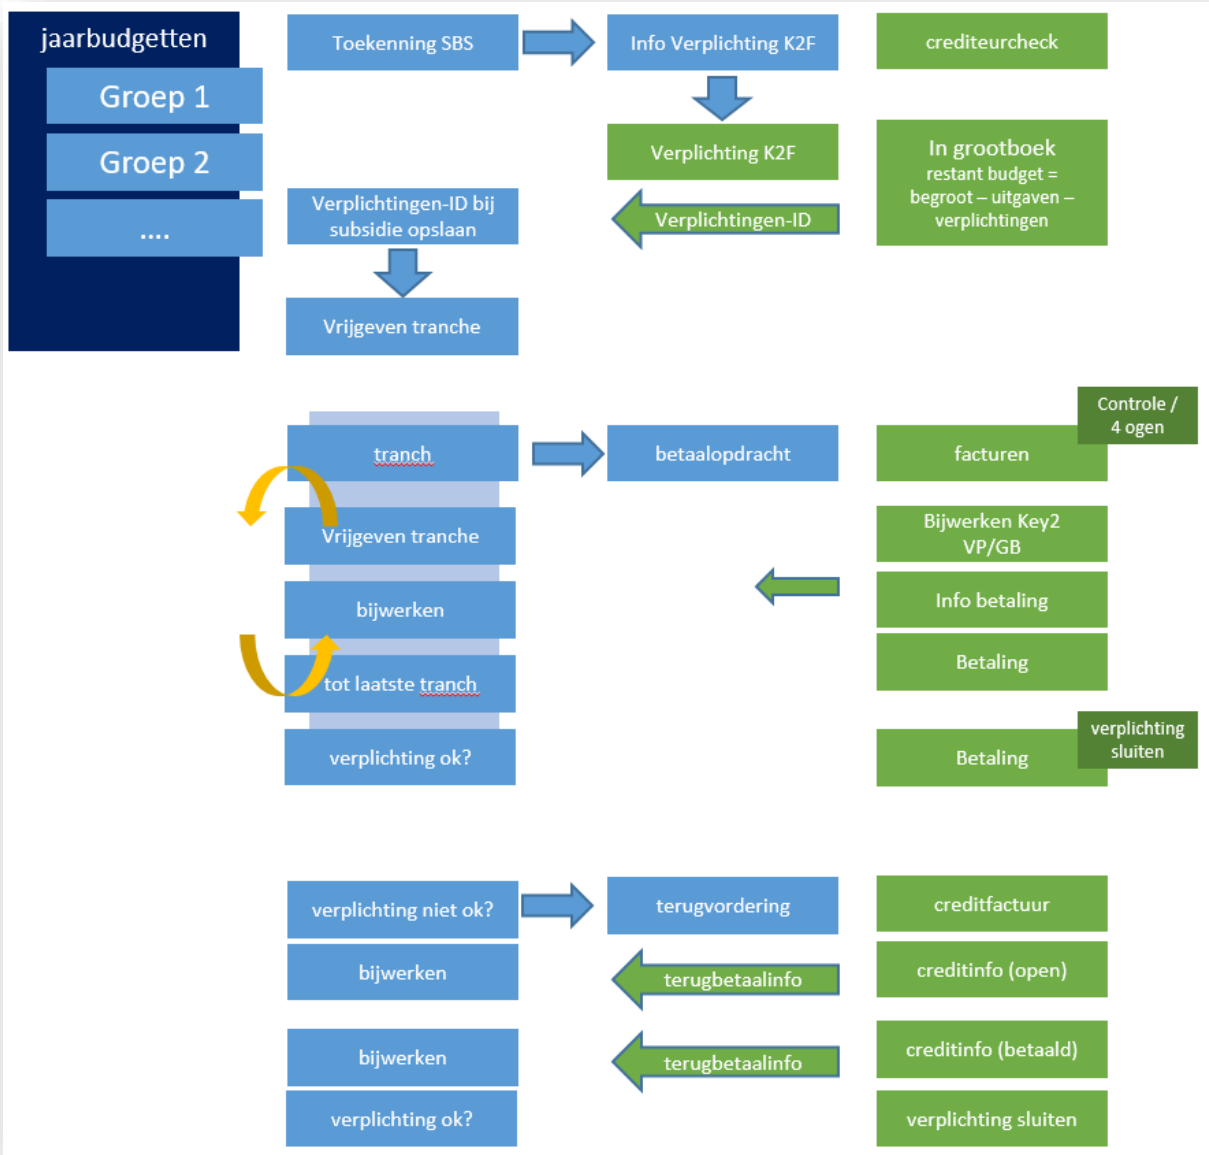 jaarbudgetten
Groep 1
Groep 2
....
Toekenning SBS
Info Verplichting K2F
crediteurcheck
Verplichting K2F
In grootboek
restant budget =
begroot – uitgaven –
verplichtingen
Verplichtingen-ID bij
subsidie opslaan
Verplichtingen-ID
Vrijgeven tranche
Controle /
4 ogen
tranch
betaalopdracht
facturen
Vrijgeven tranche
Bijwerken Key2
VP/GB
bijwerken
Info betaling
Betaling
tot laatste tranch
verplichting
sluiten
verplichting ok?
Betaling
verplichting niet ok?
terugvordering
creditfactuur
bijwerken
terugbetaalinfo
creditinfo (open)
bijwerken
terugbetaalinfo
creditinfo (betaald)
verplichting ok?
verplichting sluiten